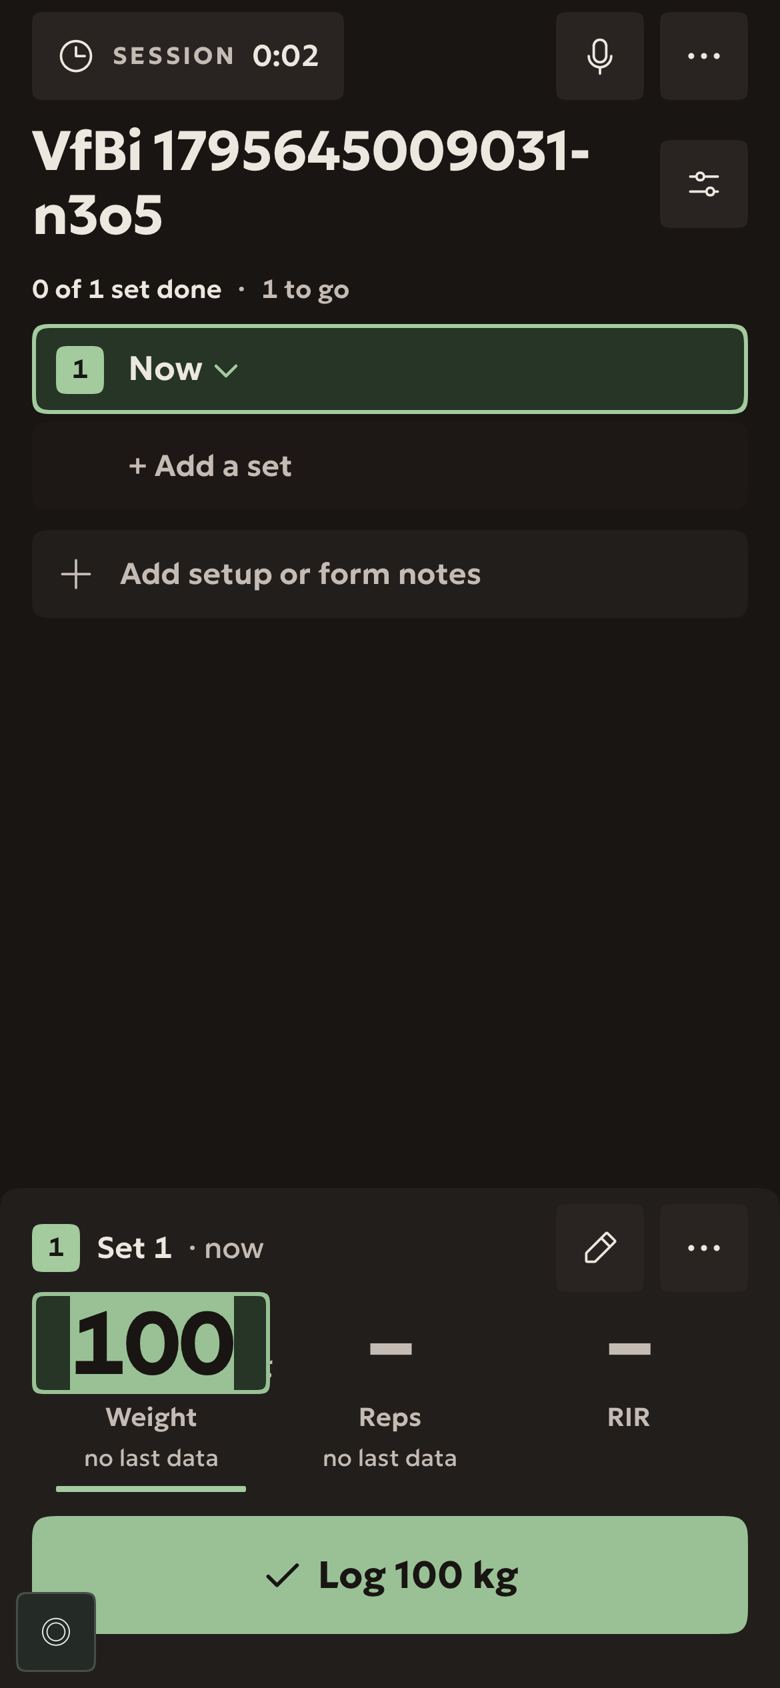 SESSION 0:02
VfBi 1795645009031-
n3o5
0 of 1 set done · 1 to go
1 Now
+ Add a set
Add setup or form notes
1 Set 1 · now
100 – –
Weight Reps RIR
no last data no last data
Log 100 kg